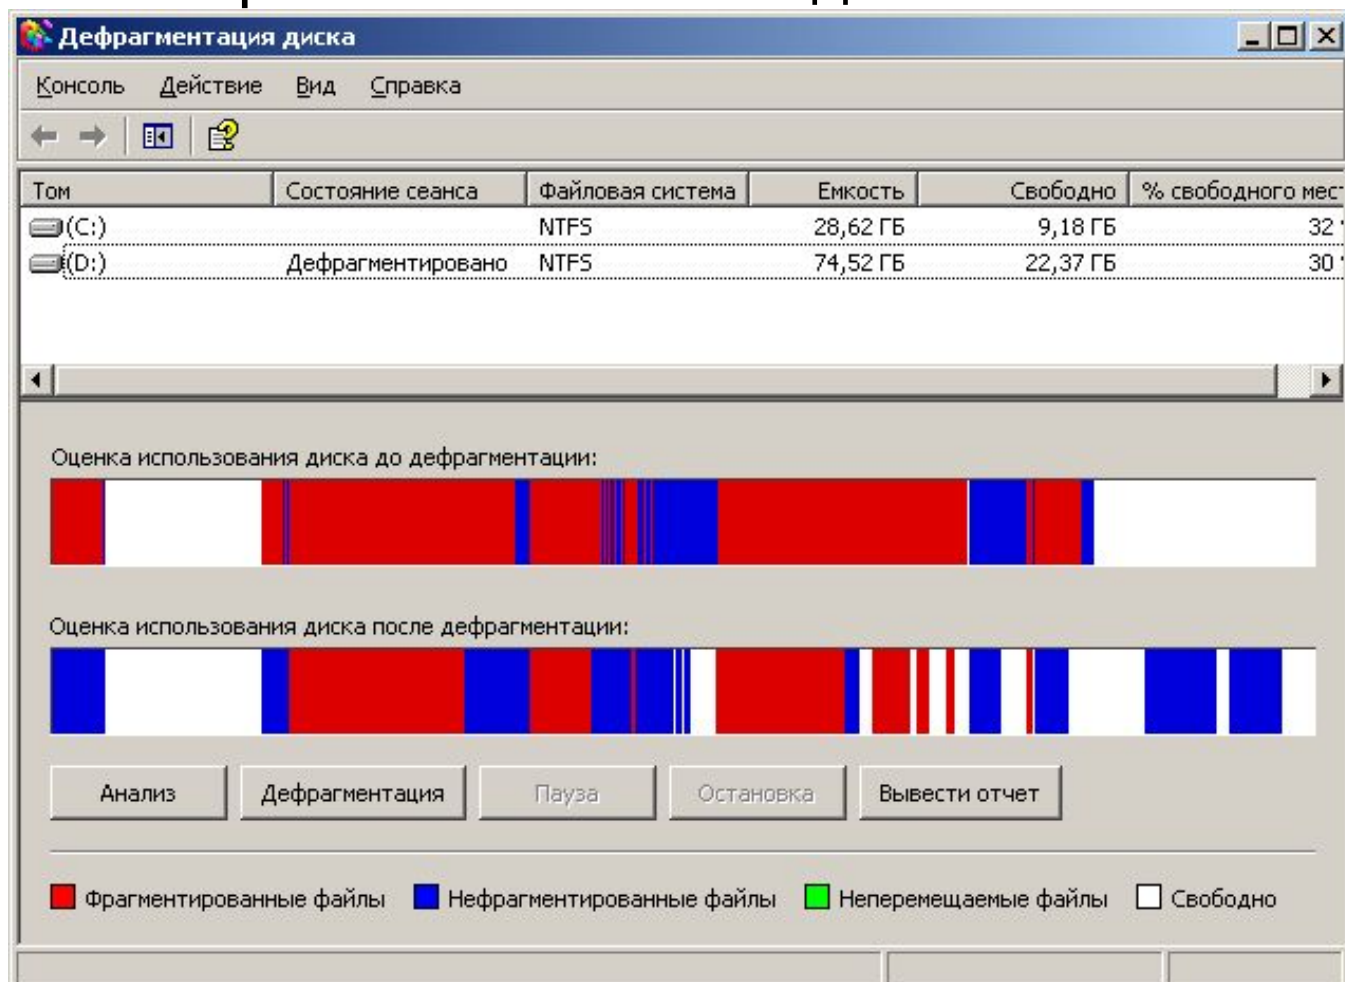 Дефрагментация диска
Консоль Действие Вид Справка
Том Состояние сеанса Файловая система Емкость Свободно % свободного
(C:) NTFS 28,62 ГБ 9,18 ГБ 32
(D:) Дефрагментировано NTFS 74,52 ГБ 22,37 ГБ 30
Оценка использования диска до дефрагментации:
Оценка использования диска после дефрагментации:
Анализ Дефрагментация Пауза Остановка Вывести отчет
Фрагментированные файлы Нефрагментированные файлы Неперемещаемые файлы Свободно